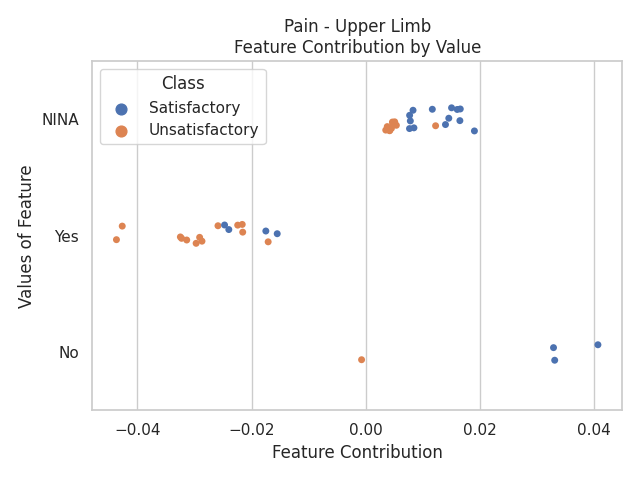 Pain - Upper Limb
Feature Contribution by Value
Class
Satisfactory
Unsatisfactory
Values of Feature
NINA
Yes
No
−0.04
−0.02
0.00
0.02
0.04
Feature Contribution